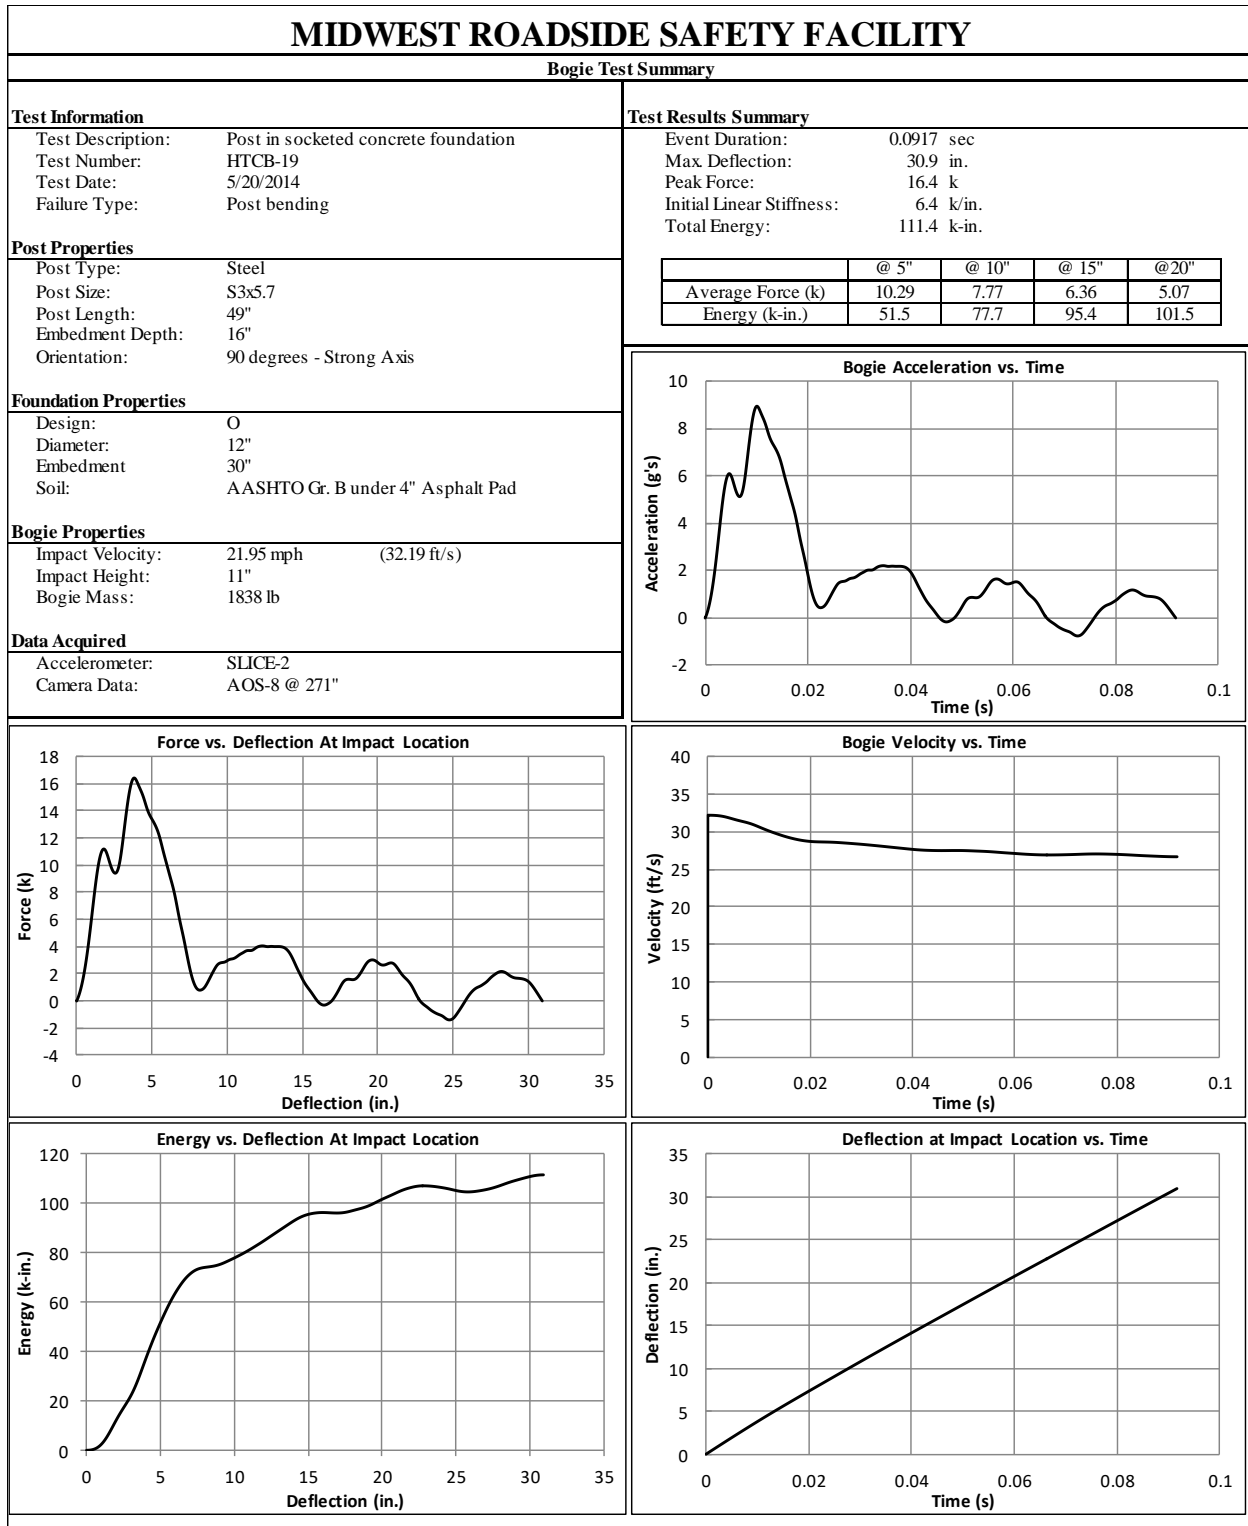 MIDWEST ROADSIDE SAFETY FACILITY
Bogie Test Summary
Test Information
Test Description: Post in socketed concrete foundation
Test Number: HTCB-19
Test Date: 5/20/2014
Failure Type: Post bending
Post Properties
Post Type: Steel
Post Size: S3x5.7
Post Length: 49"
Embedment Depth: 16"
Orientation: 90 degrees - Strong Axis
Foundation Properties
Design: O
Diameter: 12"
Embedment 30"
Soil: AASHTO Gr. B under 4" Asphalt Pad
Bogie Properties
Impact Velocity: 21.95 mph (32.19 ft/s)
Impact Height: 11"
Bogie Mass: 1838 lb
Data Acquired
Accelerometer: SLICE-2
Camera Data: AOS-8 @ 271"
Test Results Summary
Event Duration: 0.0917 sec
Max. Deflection: 30.9 in.
Peak Force: 16.4 k
Initial Linear Stiffness: 6.4 k/in.
Total Energy: 111.4 k-in.
@ 5" @ 10" @ 15" @20"
Average Force (k) 10.29 7.77 6.36 5.07
Energy (k-in.) 51.5 77.7 95.4 101.5
Bogie Acceleration vs. Time
Acceleration (g's)
10
8
6
4
2
0
-2
0 0.02 0.04 0.06 0.08 0.1
Time (s)
Force vs. Deflection At Impact Location
Force (k)
18
16
14
12
10
8
6
4
2
0
-2
-4
0 5 10 15 20 25 30 35
Deflection (in.)
Bogie Velocity vs. Time
Velocity (ft/s)
40
35
30
25
20
15
10
5
0
0 0.02 0.04 0.06 0.08 0.1
Time (s)
Energy vs. Deflection At Impact Location
Energy (k-in.)
120
100
80
60
40
20
0
0 5 10 15 20 25 30 35
Deflection (in.)
Deflection at Impact Location vs. Time
Deflection (in.)
35
30
25
20
15
10
5
0
0 0.02 0.04 0.06 0.08 0.1
Time (s)